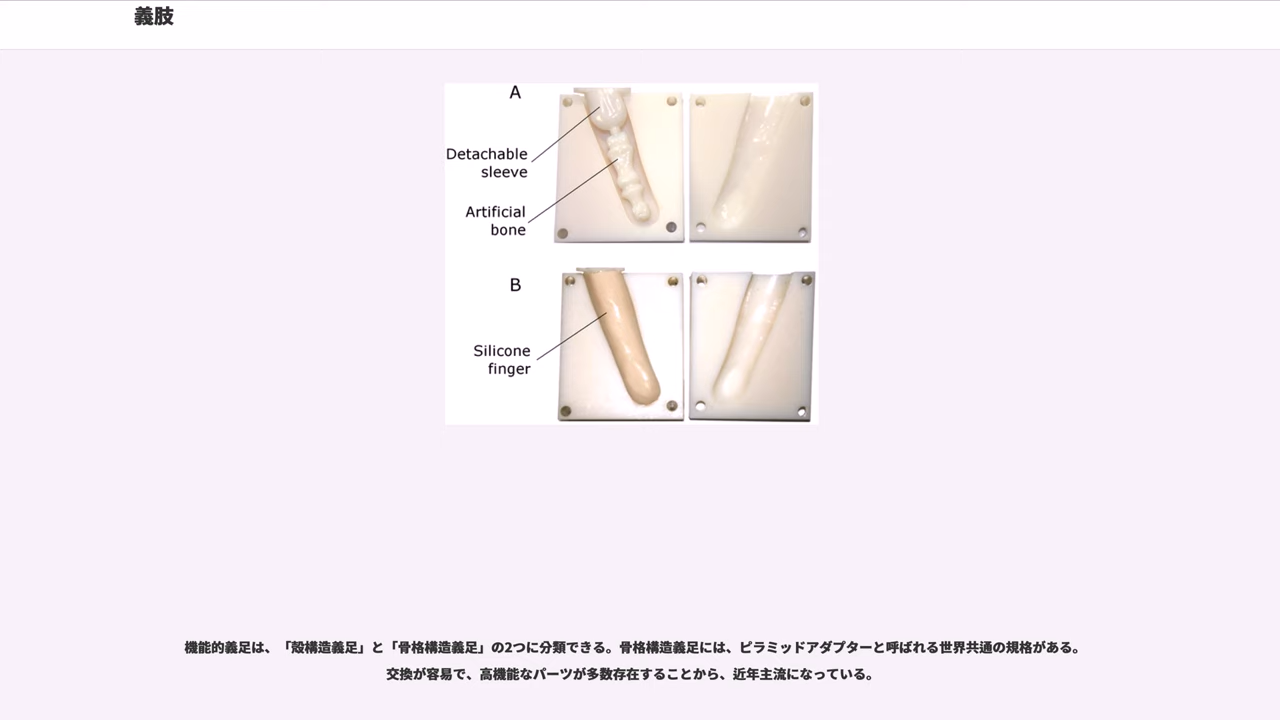 義肢
A
Detachable
sleeve
Artificial
bone
B
Silicone
finger
機能的義足は、「殻構造義足」と「骨格構造義足」の2つに分類できる。骨格構造義足には、ピラミッドアダプターと呼ばれる世界共通の規格がある。
交換が容易で、高機能なパーツが多数存在することから、近年主流になっている。